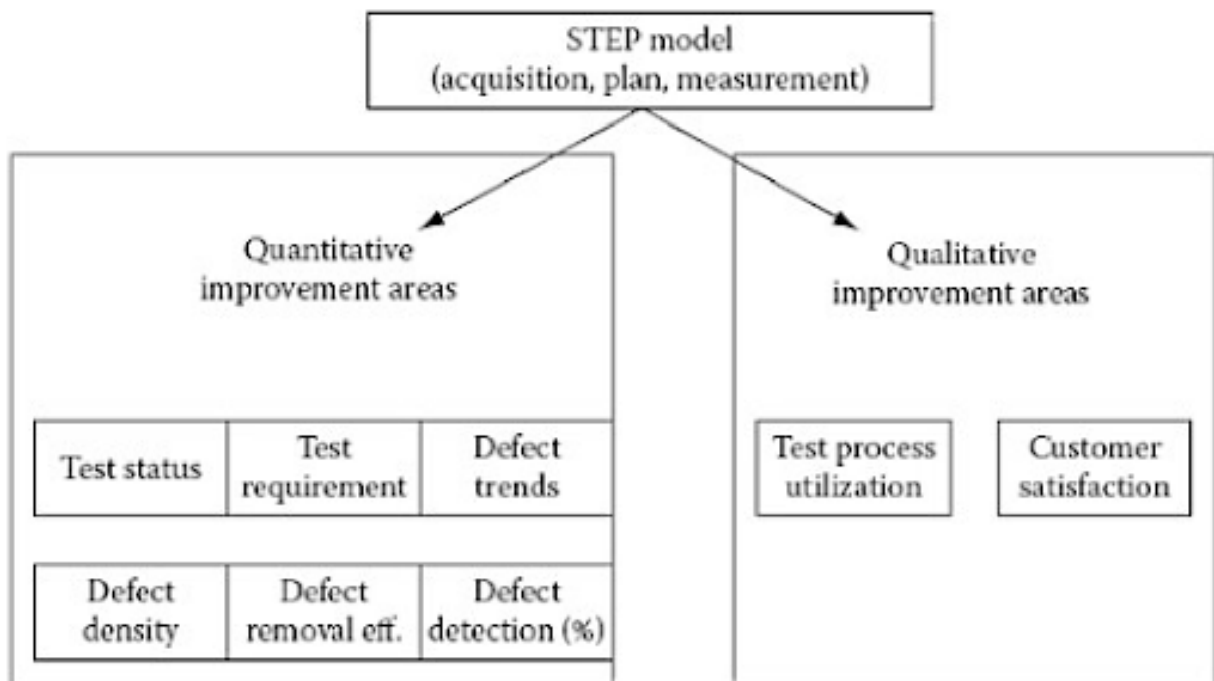 STEP model
(acquisition, plan, measurement)
Quantitative
improvement areas
Qualitative
improvement areas
Test status
Test
requirement
Defect
trends
Test process
utilization
Customer
satisfaction
Defect
density
Defect
removal eff.
Defect
detection (%)